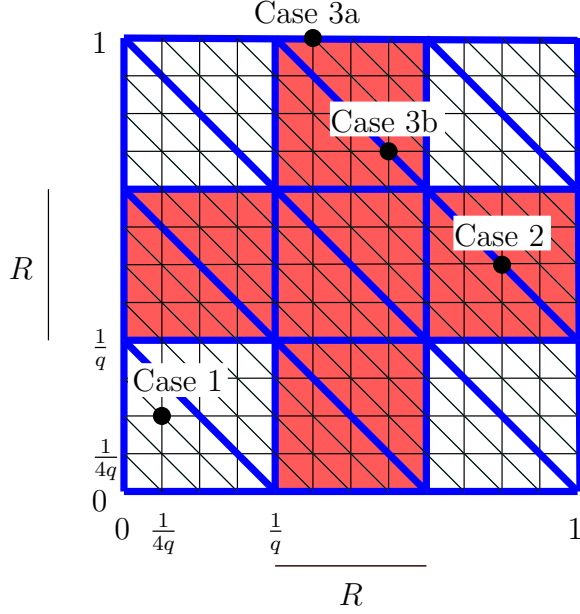 Case 3a
1
Case 3b
Case 2
R
1/q
Case 1
1/4q
0
0 1/4q 1/q 1
R